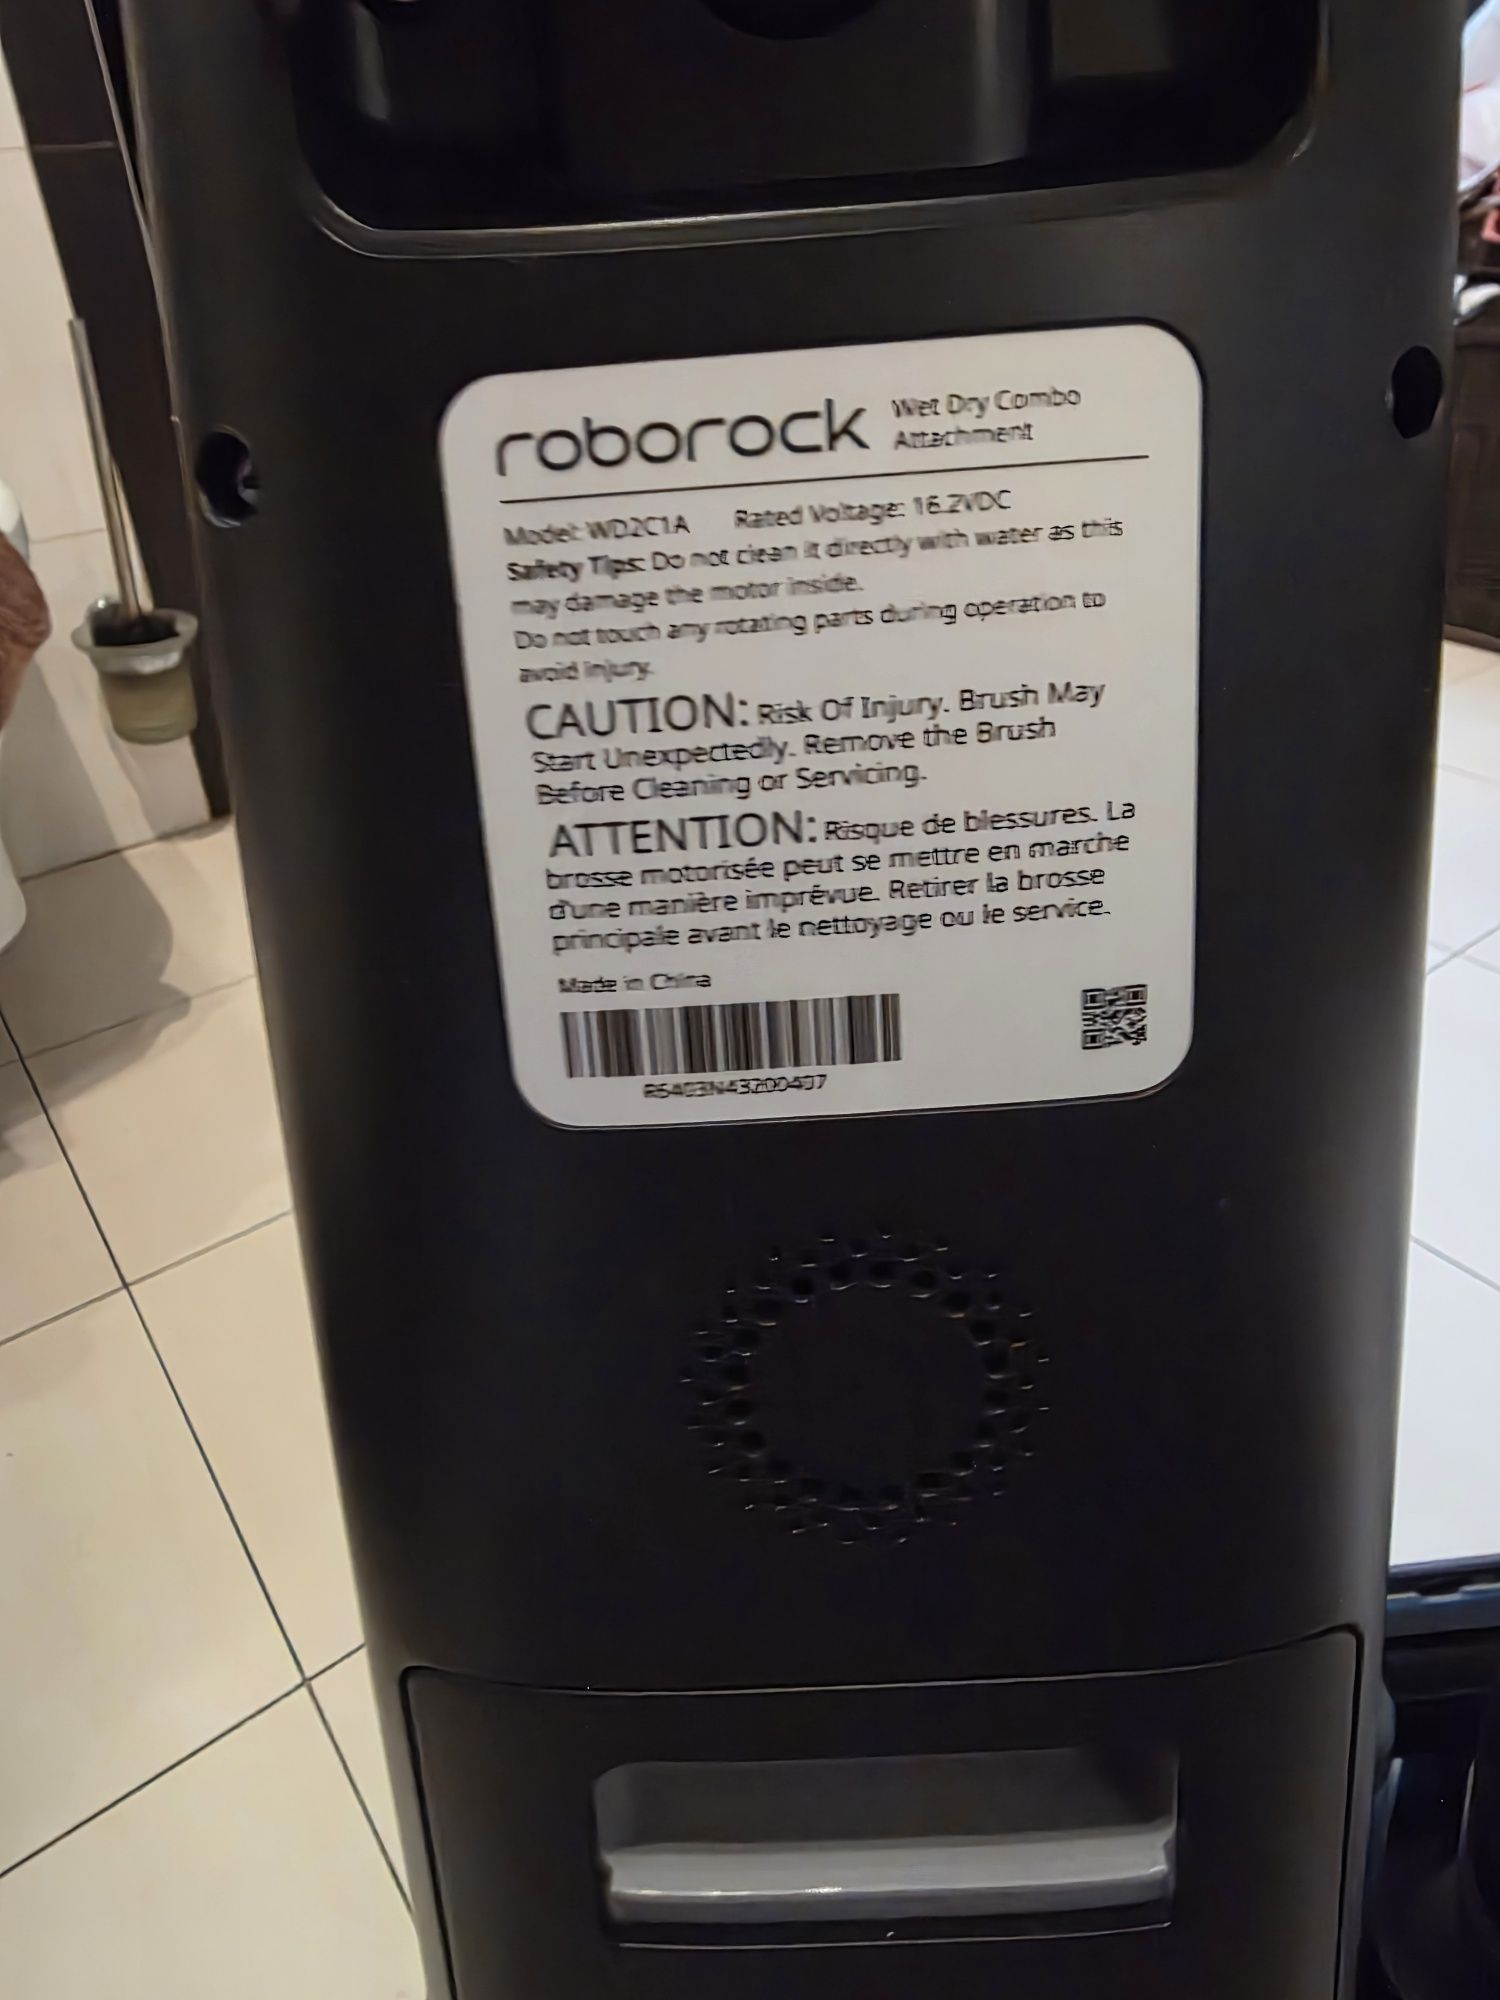 roborock Wet Dry Combo
Attachment
Model: WD2C1A Rated Voltage: 16.2VDC
Safety Tips: Do not clean it directly with water as this
may damage the motor inside.
Do not touch any rotating parts during operation to
avoid injury.
CAUTION: Risk Of Injury. Brush May
Start Unexpectedly. Remove the Brush
Before Cleaning or Servicing.
ATTENTION: Risque de blessures. La
brosse motorisée peut se mettre en marche
d'une manière imprévue. Retirer la brosse
principale avant le nettoyage ou le service.
Made in China